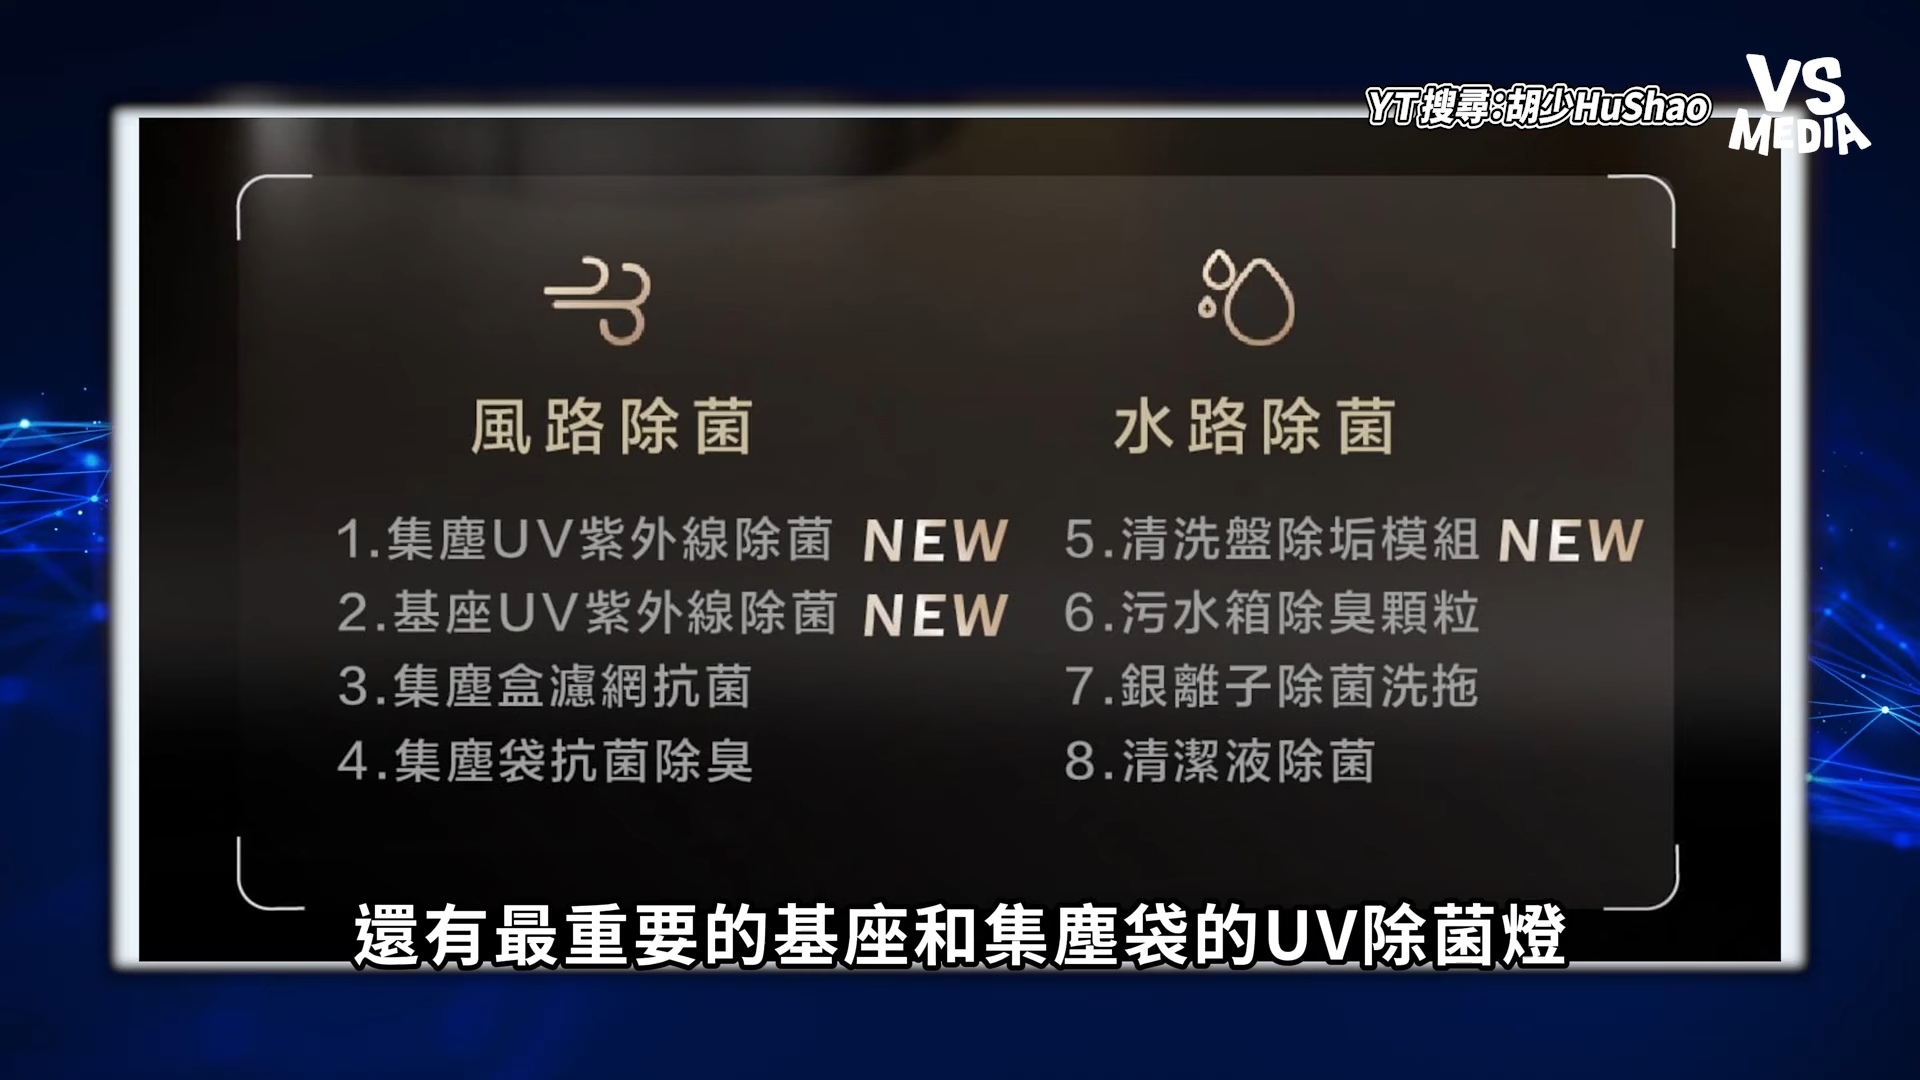 YT搜尋:胡少HuShao
VS
MEDIA
風路除菌
1.集塵UV紫外線除菌 NEW
2.基座UV紫外線除菌 NEW
3.集塵盒濾網抗菌
4.集塵袋抗菌除臭
水路除菌
5.清洗盤除垢模組 NEW
6.污水箱除臭顆粒
7.銀離子除菌洗拖
8.清潔液除菌
還有最重要的基座和集塵袋的UV除菌燈